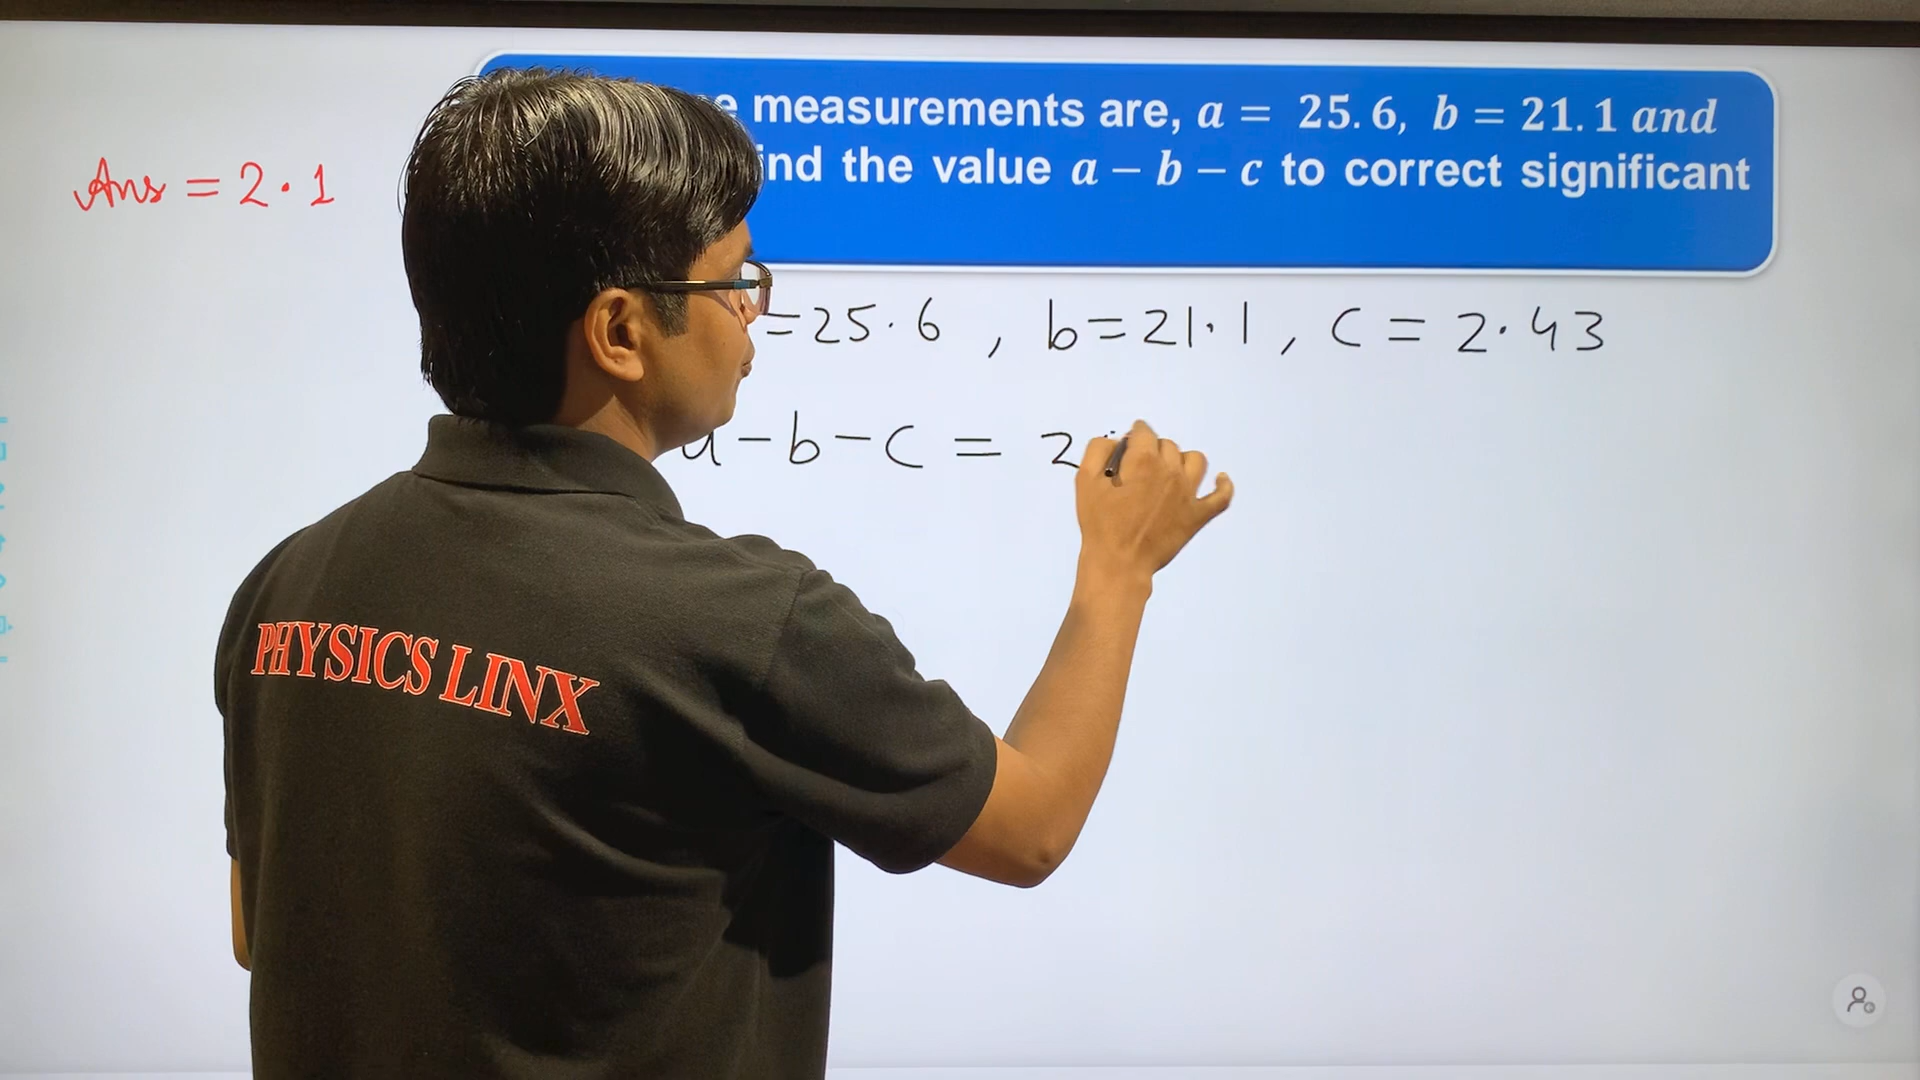 measurements are, a = 25.6, b = 21.1 and
the value a − b − c to correct significant
Ans = 2.1
=25.6 , b=21.1, c = 2.43
a-b-c = 2
PHYSICS LINX